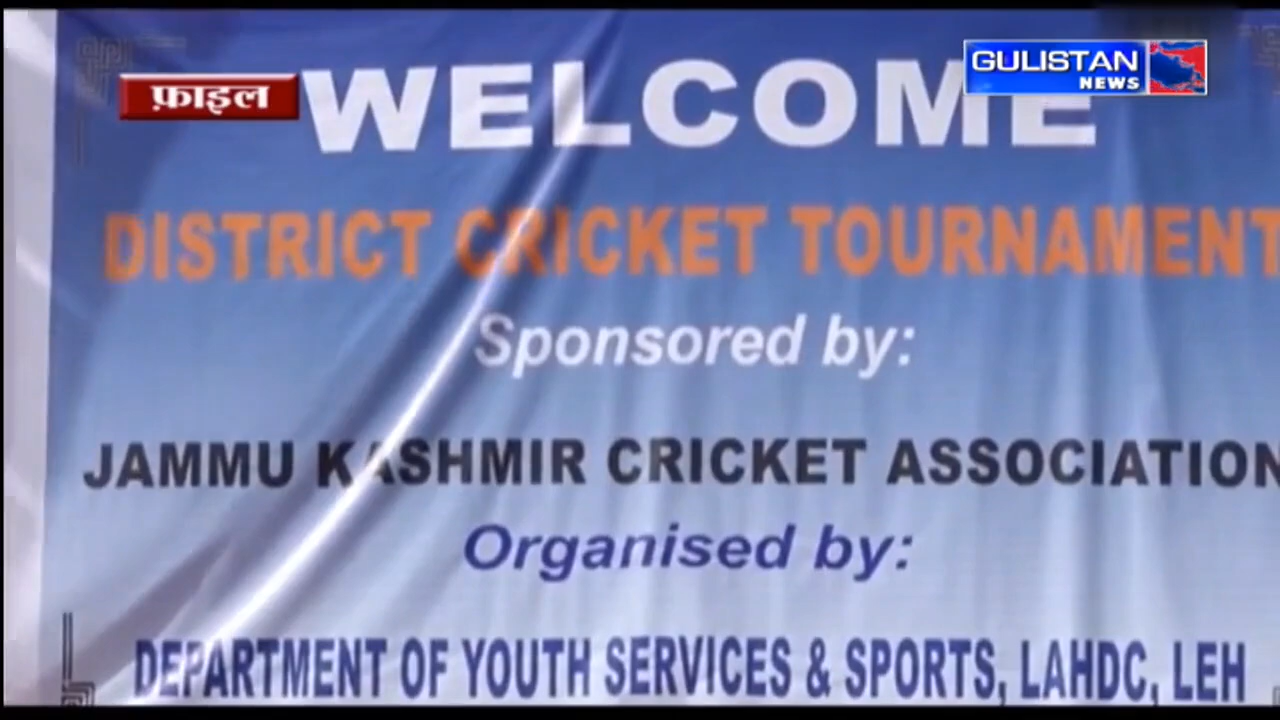 GULISTAN
NEWS
फ़ाइल
WELCOME
DISTRICT CRICKET TOURNAMENT
Sponsored by:
JAMMU KASHMIR CRICKET ASSOCIATION
Organised by:
DEPARTMENT OF YOUTH SERVICES & SPORTS, LAHDC, LEH